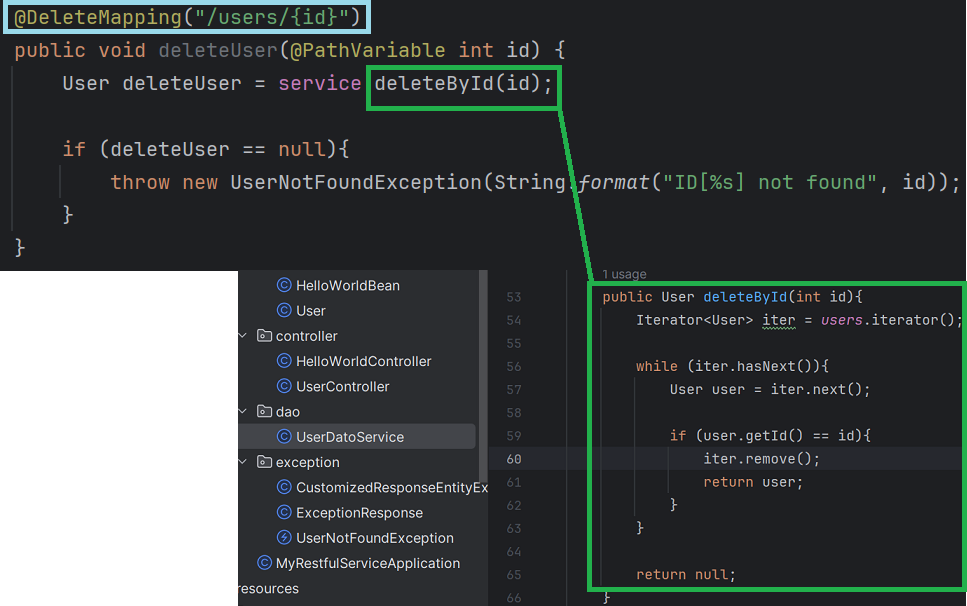 @DeleteMapping("/users/{id}")
public void deleteUser(@PathVariable int id) {
User deleteUser = service.deleteById(id);
if (deleteUser == null){
throw new UserNotFoundException(String.format("ID[%s] not found", id));
}
}
HelloWorldBean
User
controller
HelloWorldController
UserController
dao
UserDatoService
exception
CustomizedResponseEntityEx
ExceptionResponse
UserNotFoundException
MyRestfulServiceApplication
resources
1 usage
53 public User deleteById(int id){
54 Iterator<User> iter = users.iterator();
55
56 while (iter.hasNext()){
57 User user = iter.next();
58
59 if (user.getId() == id){
60 iter.remove();
61 return user;
62 }
63 }
64
65 return null;
66 }